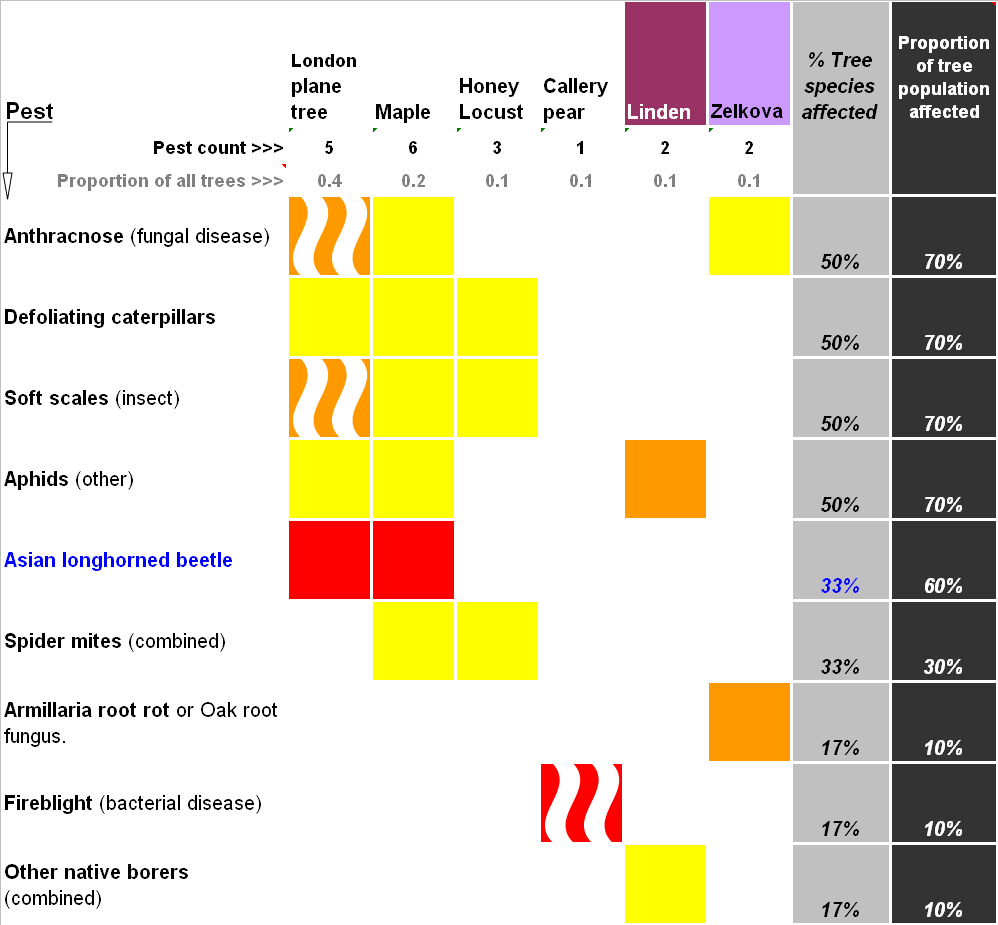 London plane tree
Maple
Honey Locust
Callery pear
Linden
Zelkova
% Tree species affected
Proportion of tree population affected
Pest
Pest count >>> 5 6 3 1 2 2
Proportion of all trees >>> 0.4 0.2 0.1 0.1 0.1 0.1
Anthracnose (fungal disease) 50% 70%
Defoliating caterpillars 50% 70%
Soft scales (insect) 50% 70%
Aphids (other) 50% 70%
Asian longhorned beetle 33% 60%
Spider mites (combined) 33% 30%
Armillaria root rot or Oak root
fungus. 17% 10%
Fireblight (bacterial disease) 17% 10%
Other native borers
(combined) 17% 10%